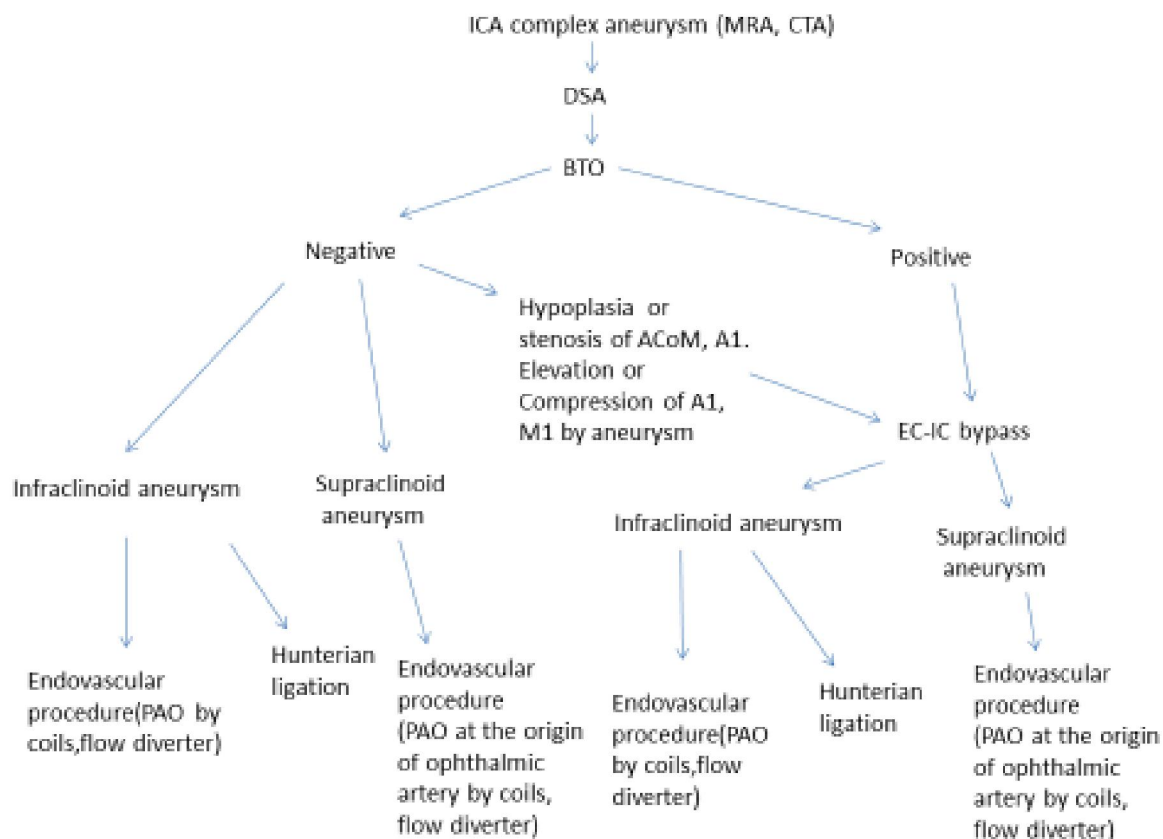 ICA complex aneurysm (MRA, CTA)
DSA
BTO
Negative
Positive
Hypoplasia or
stenosis of ACoM, A1.
Elevation or
Compression of A1,
M1 by aneurysm
EC-IC bypass
Infraclinoid aneurysm
Supraclinoid
aneurysm
Infraclinoid aneurysm
Supraclinoid
aneurysm
Endovascular
procedure(PAO by
coils,flow diverter)
Hunterian
ligation
Endovascular
procedure
(PAO at the origin
of ophthalmic
artery by coils,
flow diverter)
Endovascular
procedure(PAO
by coils,flow
diverter)
Hunterian
ligation
Endovascular
procedure
(PAO at the origin
of ophthalmic
artery by coils,
flow diverter)